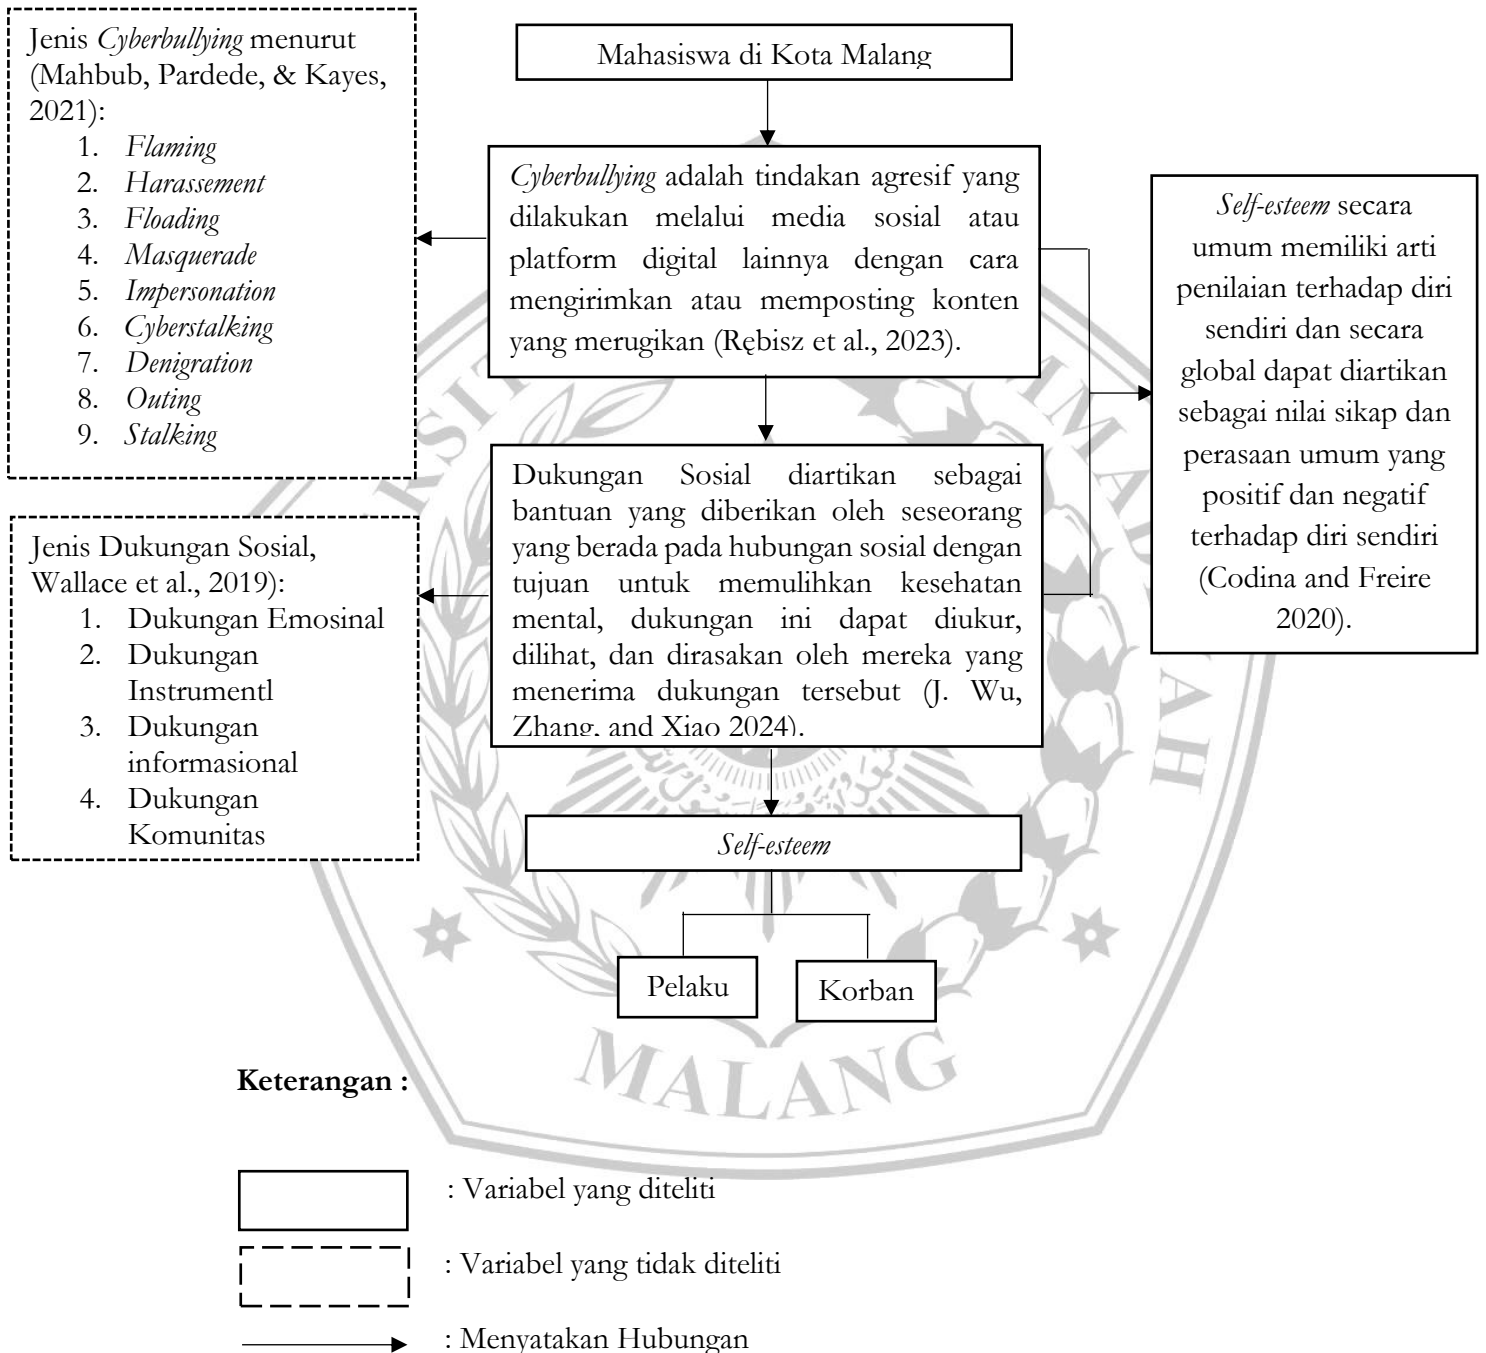 Jenis Cyberbullying menurut
(Mahbub, Pardede, & Kayes,
2021):
1. Flaming
2. Harassement
3. Floading
4. Masquerade
5. Impersonation
6. Cyberstalking
7. Denigration
8. Outing
9. Stalking
Mahasiswa di Kota Malang
Cyberbullying adalah tindakan agresif yang
dilakukan melalui media sosial atau
platform digital lainnya dengan cara
mengirimkan atau memposting konten
yang merugikan (Rębisz et al., 2023).
Self-esteem secara
umum memiliki arti
penilaian terhadap diri
sendiri dan secara
global dapat diartikan
sebagai nilai sikap dan
perasaan umum yang
positif dan negatif
terhadap diri sendiri
(Codina and Freire
2020).
Jenis Dukungan Sosial,
Wallace et al., 2019):
1. Dukungan Emosinal
2. Dukungan
Instrumentl
3. Dukungan
informasional
4. Dukungan
Komunitas
Dukungan Sosial diartikan sebagai
bantuan yang diberikan oleh seseorang
yang berada pada hubungan sosial dengan
tujuan untuk memulihkan kesehatan
mental, dukungan ini dapat diukur,
dilihat, dan dirasakan oleh mereka yang
menerima dukungan tersebut (J. Wu,
Zhang, and Xiao 2024).
Self-esteem
Pelaku
Korban
MALANG
Keterangan :
: Variabel yang diteliti
: Variabel yang tidak diteliti
: Menyatakan Hubungan